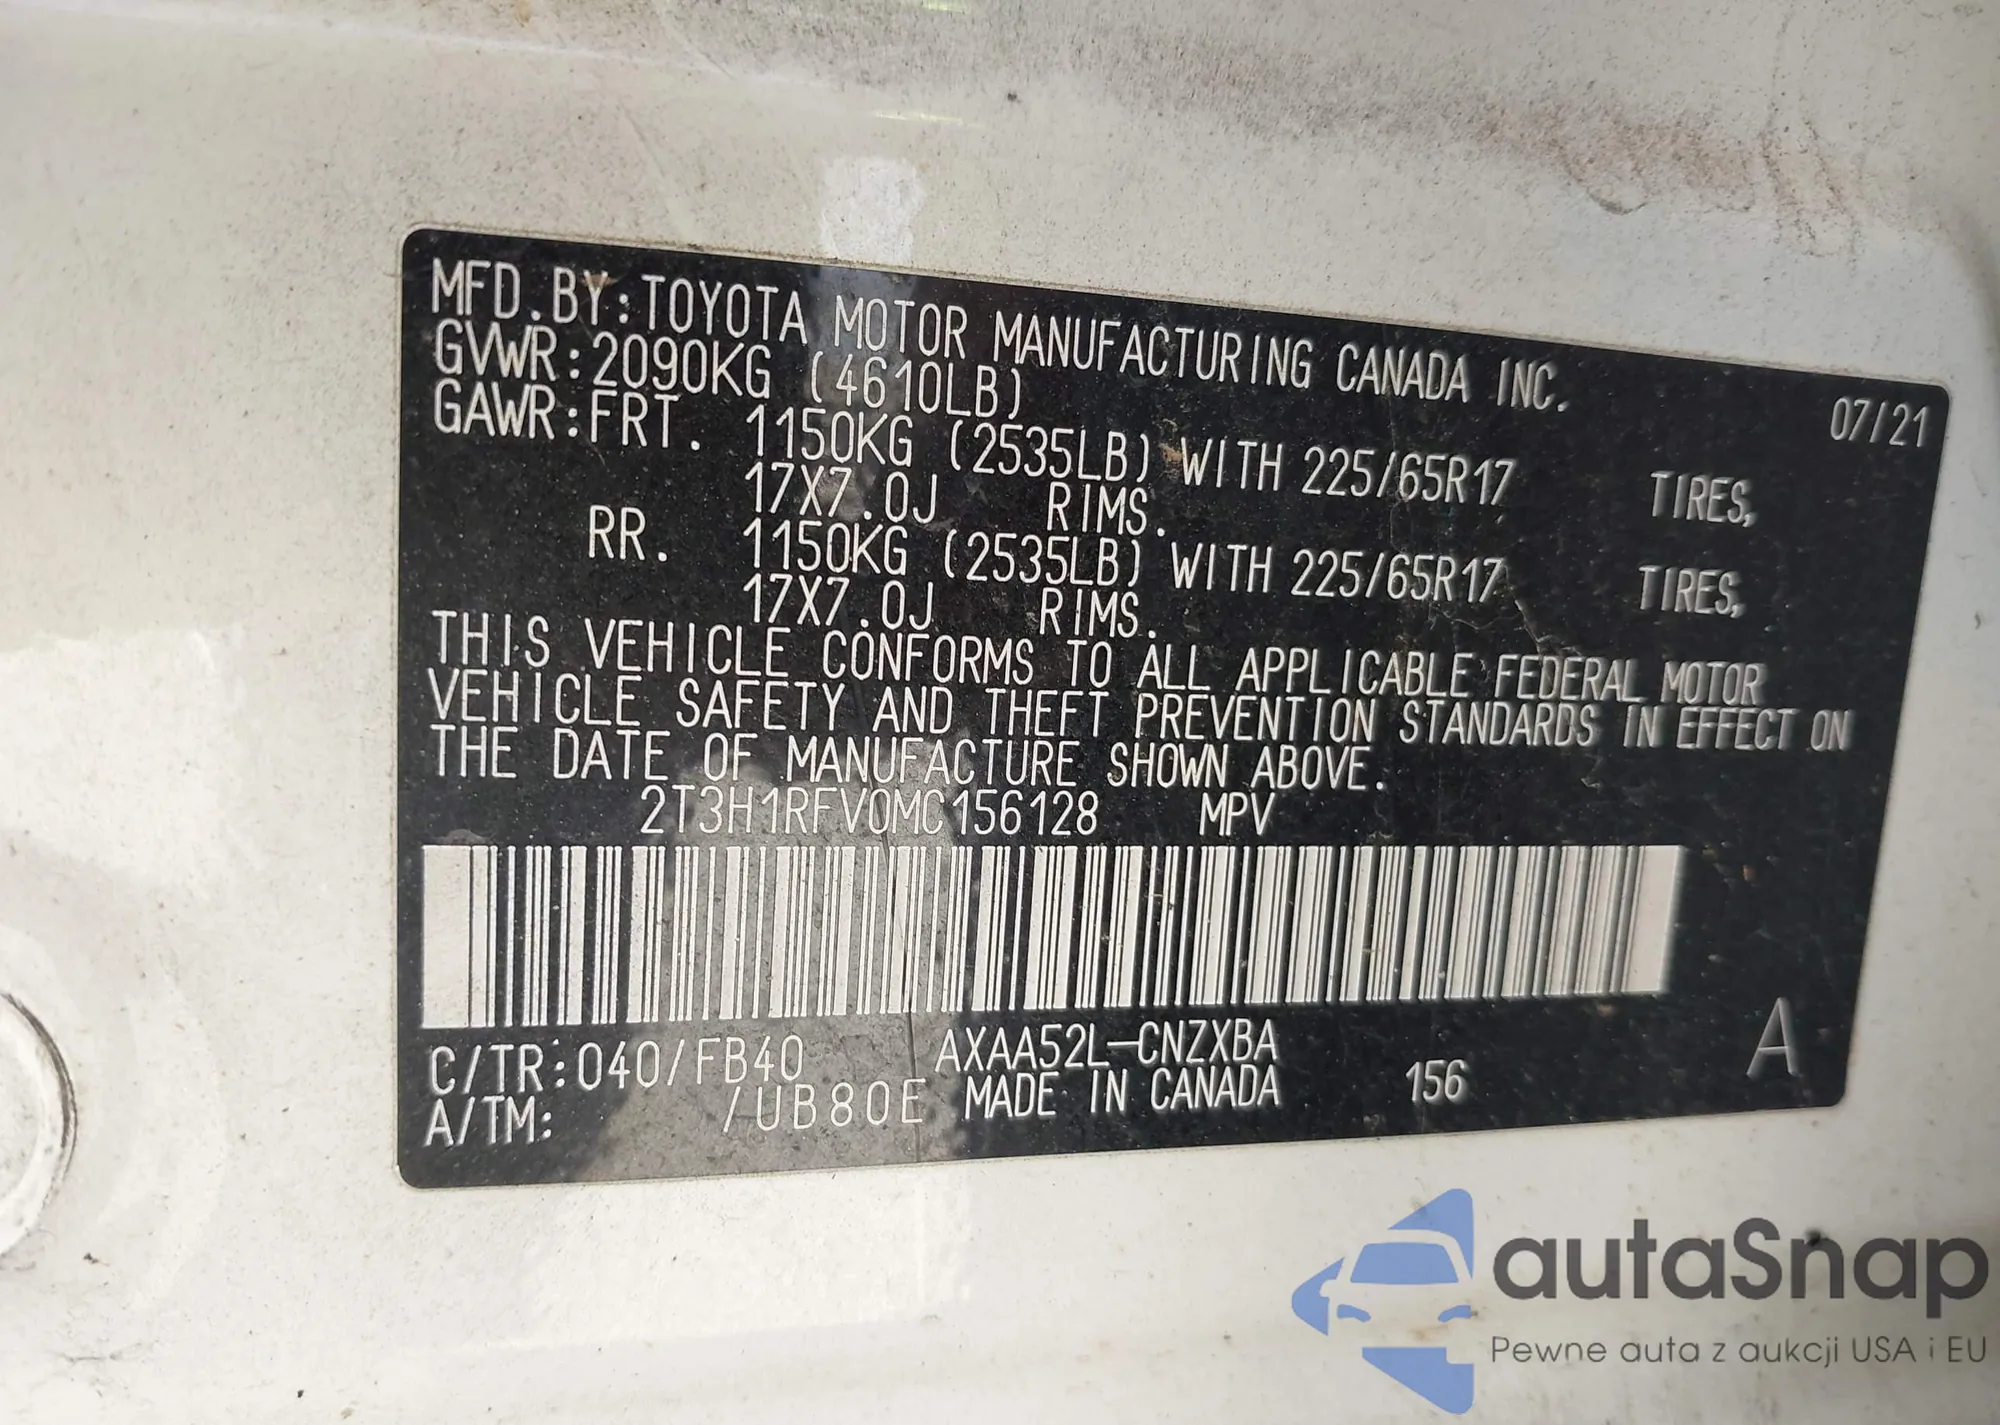 MFD.BY:TOYOTA MOTOR MANUFACTURING CANADA INC. 07/21
GVWR:2090KG (4610LB)
GAWR:FRT. 1150KG (2535LB) WITH 225/65R17 TIRES,
17X7.0J RIMS.
RR. 1150KG (2535LB) WITH 225/65R17 TIRES,
17X7.0J RIMS.
THIS VEHICLE CONFORMS TO ALL APPLICABLE FEDERAL MOTOR
VEHICLE SAFETY AND THEFT PREVENTION STANDARDS IN EFFECT ON
THE DATE OF MANUFACTURE SHOWN ABOVE.
2T3H1RFV0MC156128 MPV
C/TR:040/FB40 AXAA52L-CNZXBA
A/TM: /UB80E MADE IN CANADA 156 A
autaSnap
Pewne auta z aukcji USA i EU